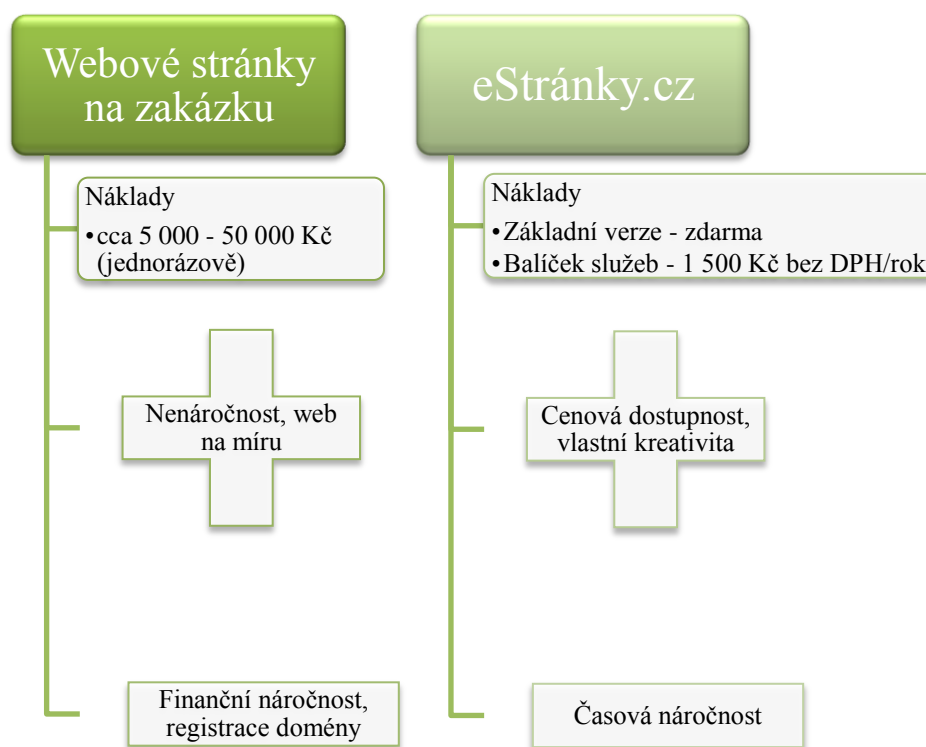 Webové stránky
na zakázku
Náklady
•cca 5 000 - 50 000 Kč
(jednorázově)
Nenáročnost, web
na míru
Finanční náročnost,
registrace domény
eStránky.cz
Náklady
•Základní verze - zdarma
•Balíček služeb - 1 500 Kč bez DPH/rok
Cenová dostupnost,
vlastní kreativita
Časová náročnost